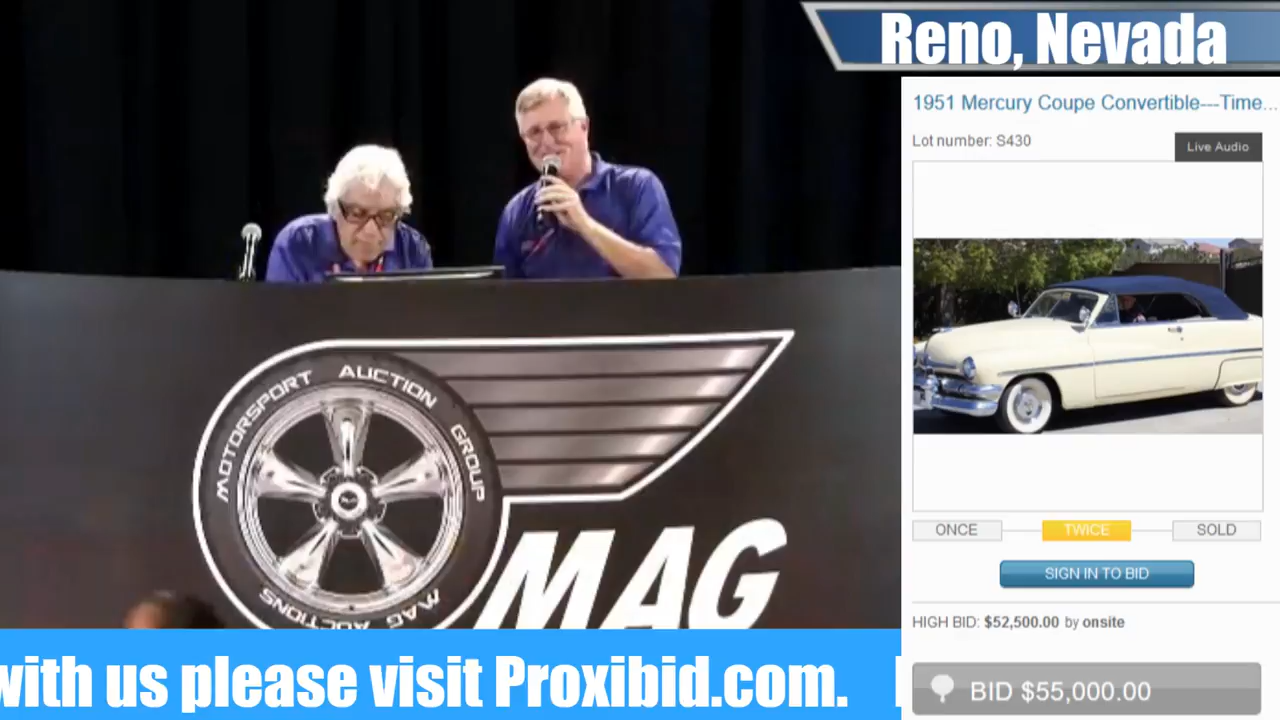 Reno, Nevada
1951 Mercury Coupe Convertible---Time...
Lot number: S430
Live Audio
MOTORSPORT AUCTION GROUP
MAG AUCTIONS
MAG
ONCE
TWICE
SOLD
SIGN IN TO BID
HIGH BID: $52,500.00 by onsite
BID $55,000.00
with us please visit Proxibid.com.